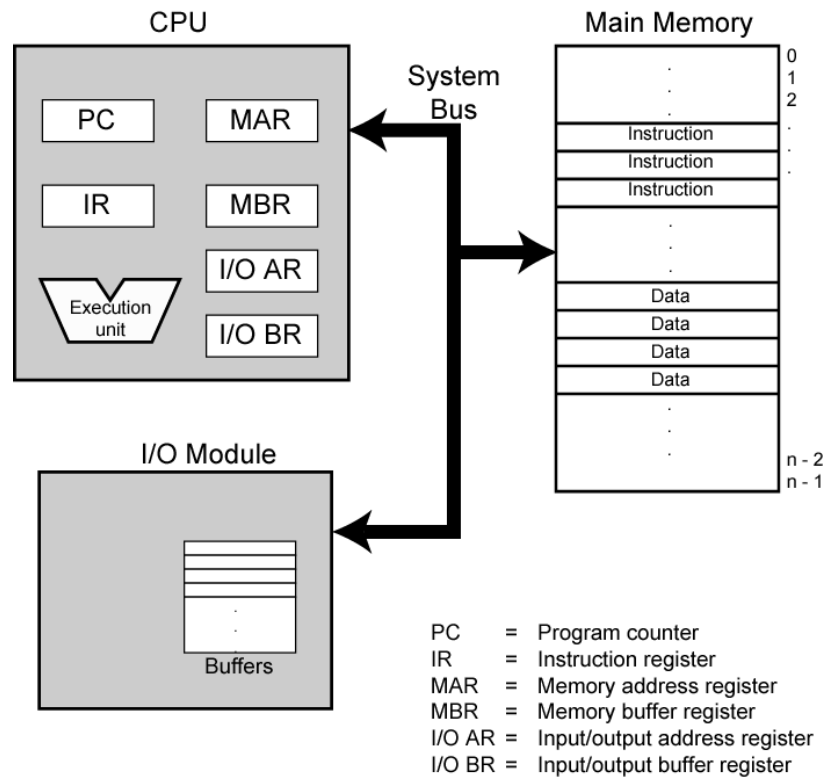 CPU
PC
MAR
IR
MBR
I/O AR
I/O BR
Execution
unit
System
Bus
Main Memory
0
1
2
.
.
.
.
.
.
Instruction
Instruction
Instruction
.
.
.
Data
Data
Data
Data
.
.
.
n - 2
n - 1
I/O Module
.
.
.
Buffers
PC = Program counter
IR = Instruction register
MAR = Memory address register
MBR = Memory buffer register
I/O AR = Input/output address register
I/O BR = Input/output buffer register